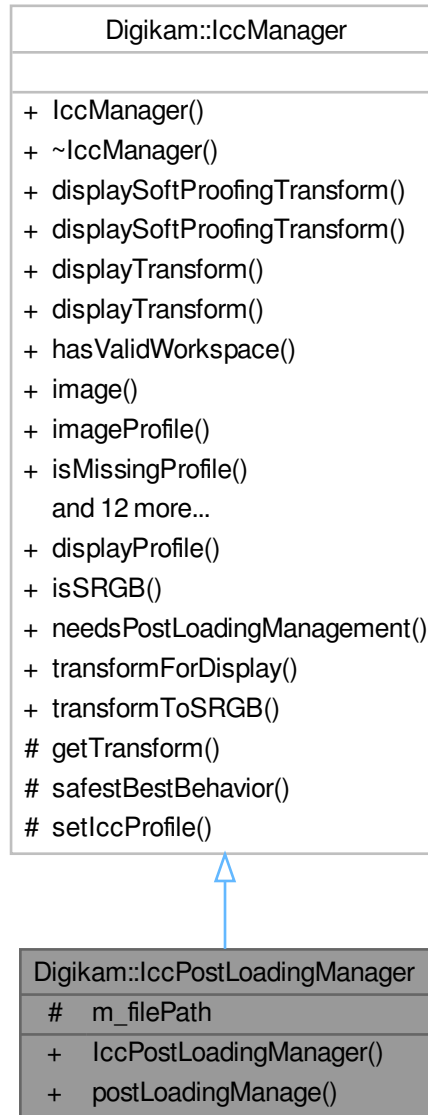 Digikam::IccManager
+ IccManager()
+ ~IccManager()
+ displaySoftProofingTransform()
+ displaySoftProofingTransform()
+ displayTransform()
+ displayTransform()
+ hasValidWorkspace()
+ image()
+ imageProfile()
+ isMissingProfile()
and 12 more...
+ displayProfile()
+ isSRGB()
+ needsPostLoadingManagement()
+ transformForDisplay()
+ transformToSRGB()
# getTransform()
# safestBestBehavior()
# setIccProfile()
Digikam::IccPostLoadingManager
# m_filePath
+ IccPostLoadingManager()
+ postLoadingManage()